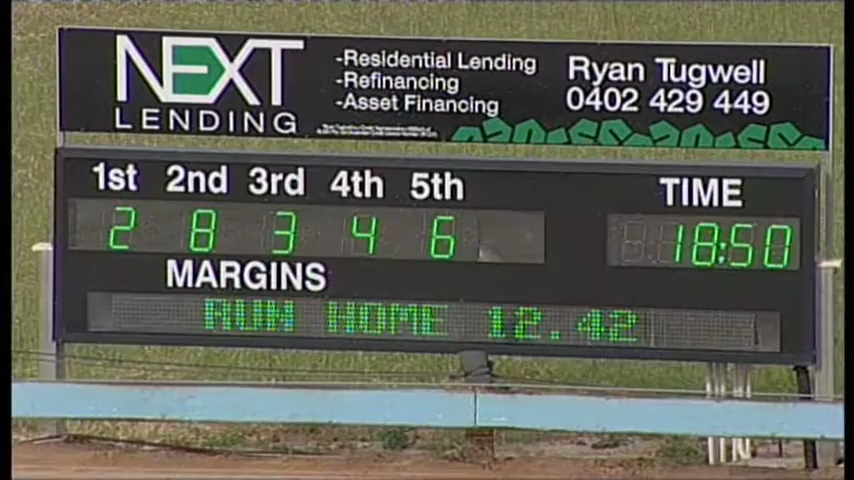 NEXT
LENDING
-Residential Lending
-Refinancing
-Asset Financing
Ryan Tugwell
0402 429 449
1st 2nd 3rd 4th 5th TIME
2 8 3 4 6 18:50
MARGINS
RUN HOME 12.42